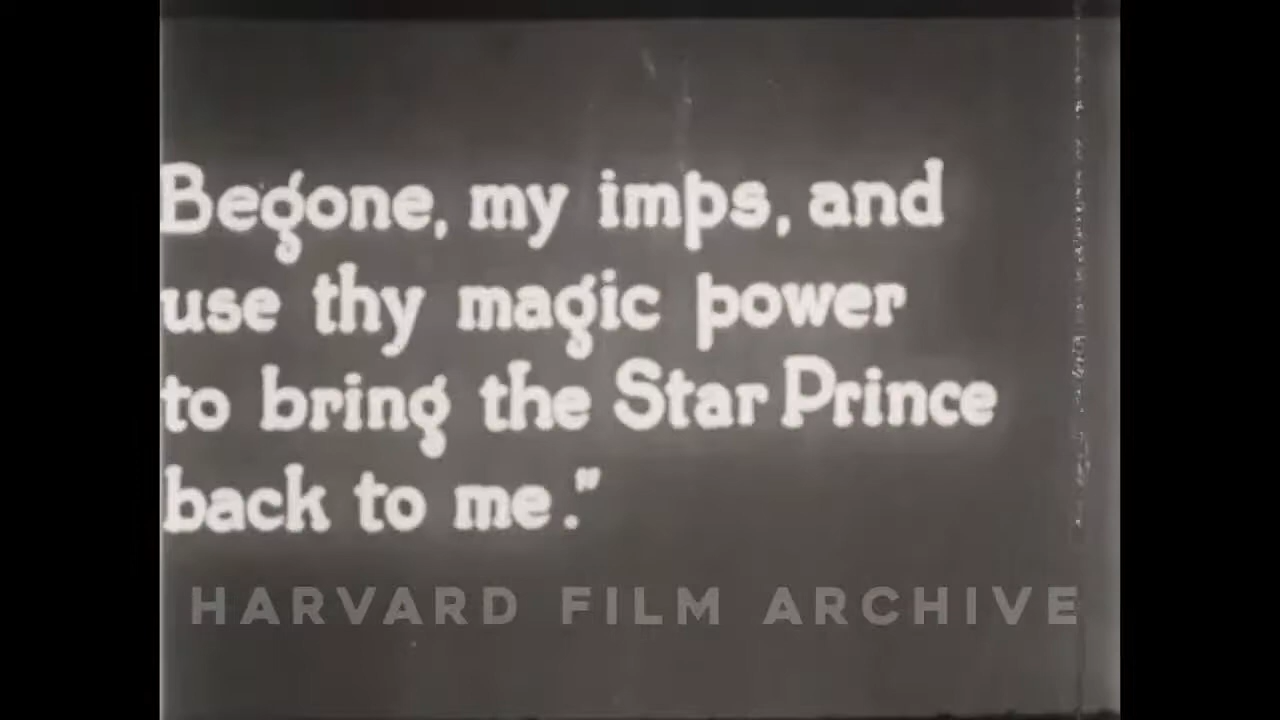 Begone, my imps, and
use thy magic power
to bring the Star Prince
back to me."
HARVARD FILM ARCHIVE